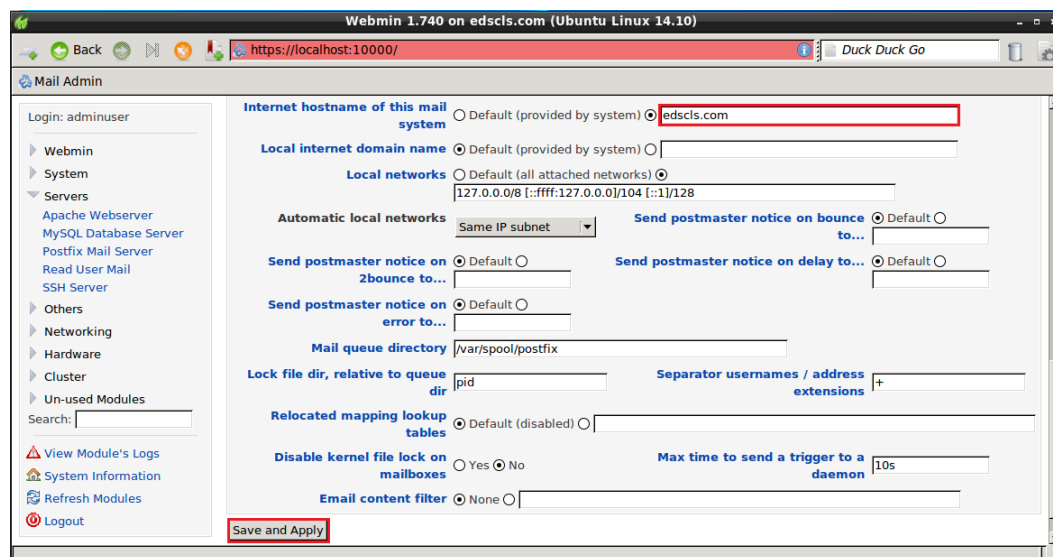 Webmin 1.740 on edscls.com (Ubuntu Linux 14.10)
Back
https://localhost:10000/
Duck Duck Go
Mail Admin
Login: adminuser
Webmin
System
Servers
Apache Webserver
MySQL Database Server
Postfix Mail Server
Read User Mail
SSH Server
Others
Networking
Hardware
Cluster
Un-used Modules
Search:
View Module's Logs
System Information
Refresh Modules
Logout
Internet hostname of this mail
system
Default (provided by system)
edscls.com
Local internet domain name
Default (provided by system)
Local networks
Default (all attached networks)
127.0.0.0/8 [::ffff:127.0.0.0]/104 [::1]/128
Automatic local networks
Same IP subnet
Send postmaster notice on bounce
to...
Default
Send postmaster notice on
2bounce to...
Default
Send postmaster notice on delay to...
Default
Send postmaster notice on
error to...
Default
Mail queue directory
/var/spool/postfix
Lock file dir, relative to queue
dir
pid
Separator usernames / address
extensions
+
Relocated mapping lookup
tables
Default (disabled)
Disable kernel file lock on
mailboxes
Yes
No
Max time to send a trigger to a
daemon
10s
Email content filter
None
Save and Apply